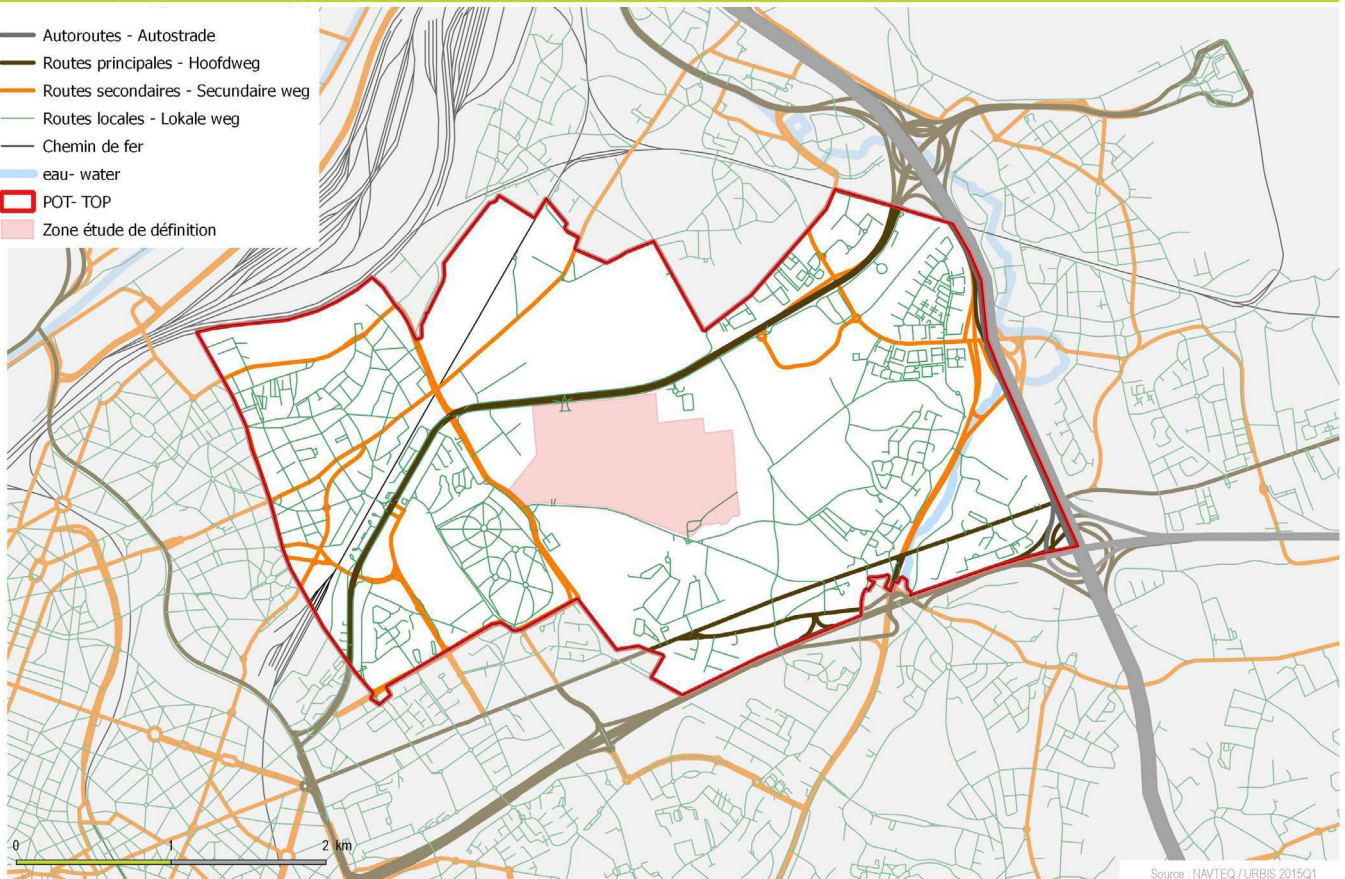 Autoroutes - Autostrade
Routes principales - Hoofdweg
Routes secondaires - Secundaire weg
Routes locales - Lokale weg
Chemin de fer
eau- water
POT- TOP
Zone étude de définition
0 1 2 km
Source : NAVTEQ / URBIS 2015Q1